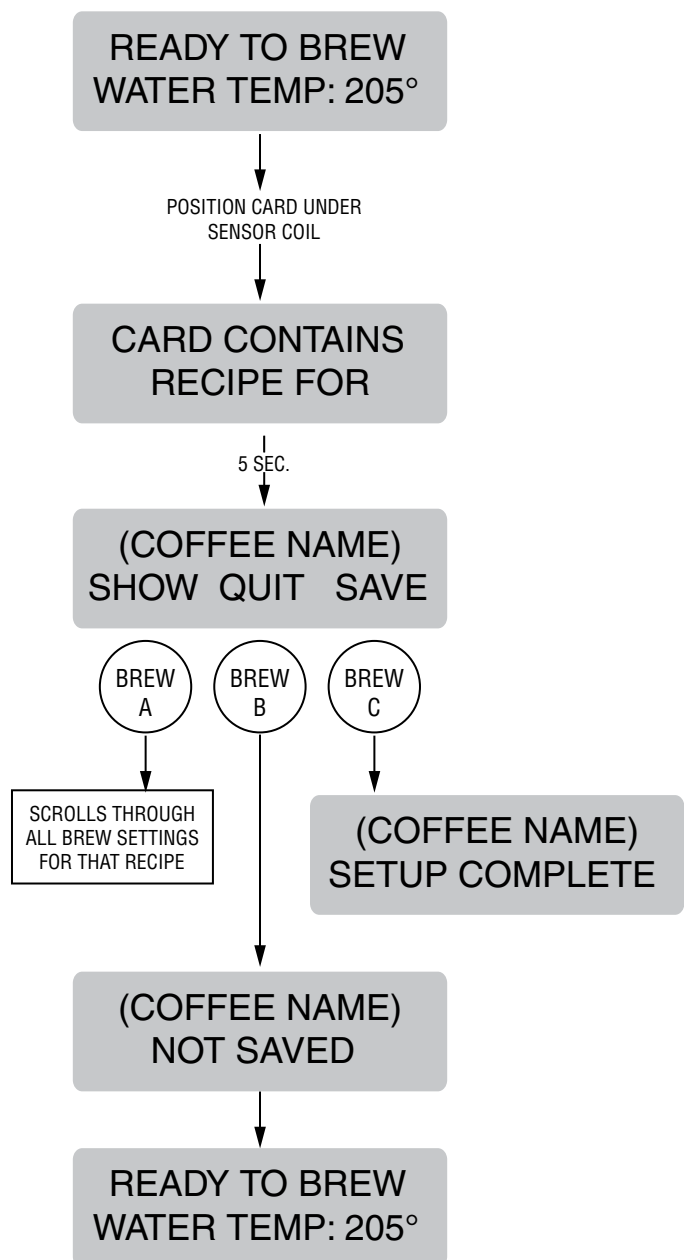 READY TO BREW
WATER TEMP: 205°
POSITION CARD UNDER
SENSOR COIL
CARD CONTAINS
RECIPE FOR
5 SEC.
(COFFEE NAME)
SHOW QUIT SAVE
BREW
A
BREW
B
BREW
C
SCROLLS THROUGH
ALL BREW SETTINGS
FOR THAT RECIPE
(COFFEE NAME)
SETUP COMPLETE
(COFFEE NAME)
NOT SAVED
READY TO BREW
WATER TEMP: 205°